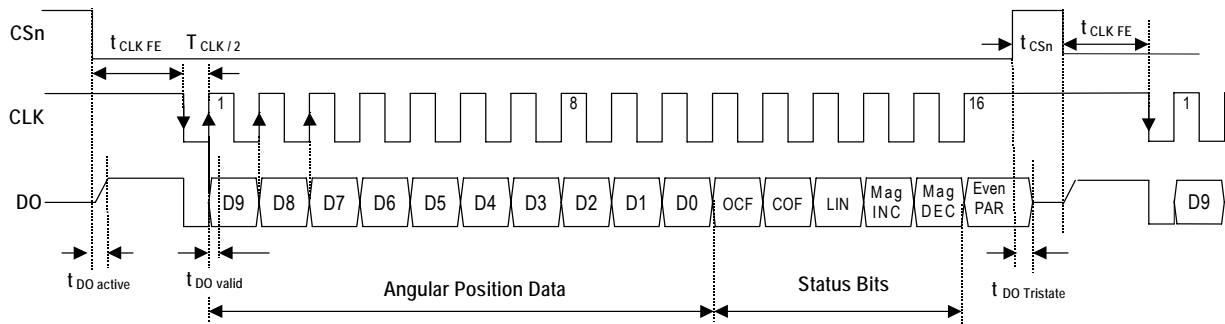 CSn
t CLK FE
T CLK / 2
t CSn
t CLK FE
CLK
1
8
16
1
DO
D9
D8
D7
D6
D5
D4
D3
D2
D1
D0
OCF
COF
LIN
Mag
INC
Mag
DEC
Even
PAR
D9
t DO active
t DO valid
Angular Position Data
Status Bits
t DO Tristate